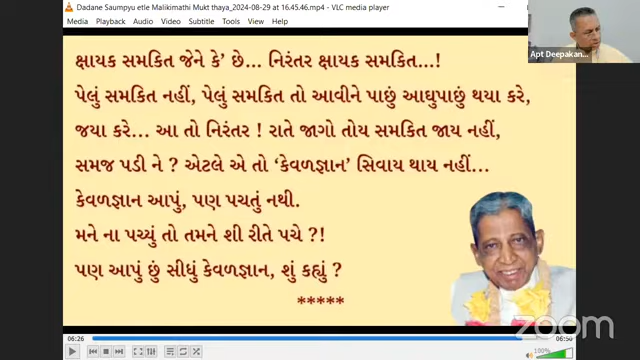 Dadane Saumpyu etle Malikimathi Mukt thaya_2024-08-29 at 16.45.46.mp4 - VLC media player
Media Playback Audio Video Subtitle Tools View Help
Apt Deepakan...
ક્ષાયક સમકિત જેને કે' છે... નિરંતર ક્ષાયક સમકિત...!
પેલું સમકિત નહીં, પેલું સમકિત તો આવીને પાછું આઘુપાછું થયા કરે,
જયા કરે... આ તો નિરંતર ! રાતે જાગો તોય સમકિત જાય નહીં,
સમજ પડી ને ? એટલે એ તો 'કેવળજ્ઞાન' સિવાય થાય નહીં...
કેવળજ્ઞાન આપું, પણ પચતું નથી.
મને ના પચ્યું તો તમને શી રીતે પચે ?!
પણ આપું છું સીધું કેવળજ્ઞાન, શું કહ્યું ?
*****
zoom
06:26
06:50
100%